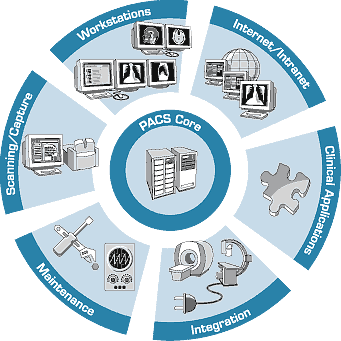 Workstations
Internet/Intranet
Scanning/Capture
PACS Core
Clinical Applications
Maintenance
Integration